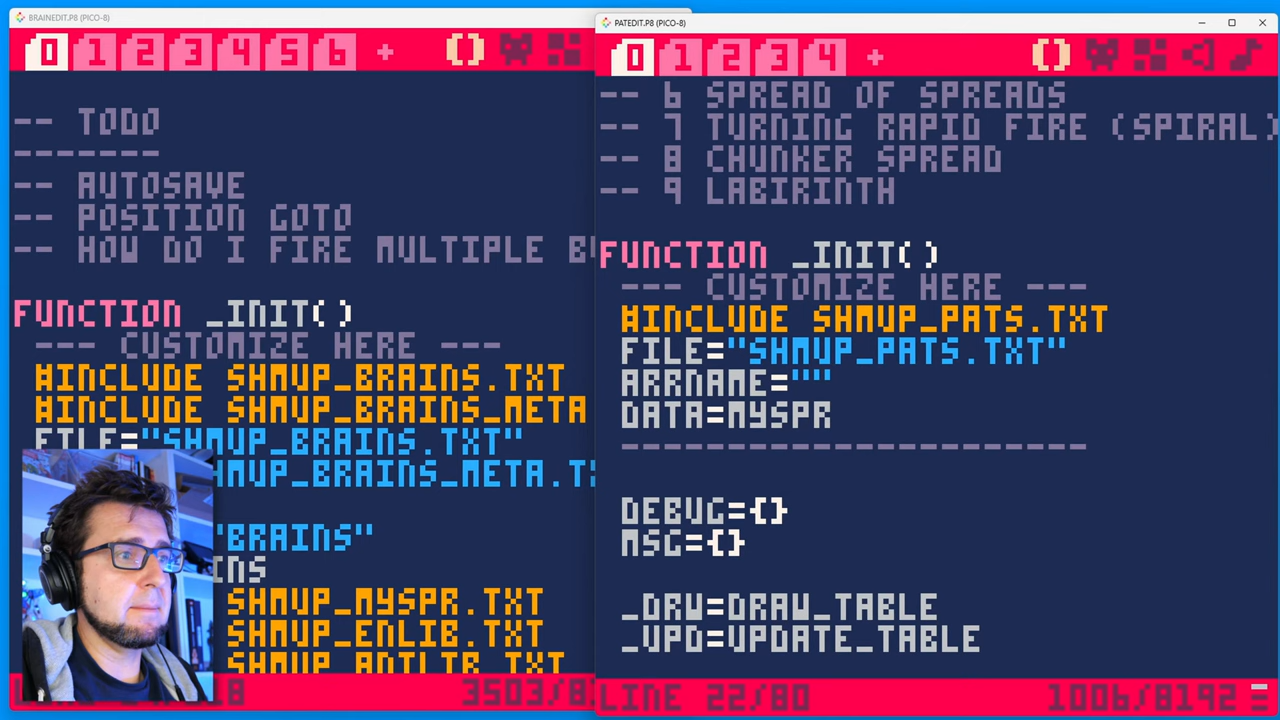 BRAINEDIT.P8 (PICO-8)
0 1 2 3 4 5 6 +
-- TODO
-------
-- AUTOSAVE
-- POSITION GOTO
-- HOW DO I FIRE MULTIPLE
FUNCTION _INIT()
--- CUSTOMIZE HERE ---
#INCLUDE SHMUP_BRAINS.TXT
#INCLUDE SHMUP_BRAINS_META
FILE="SHMUP_BRAINS.TXT"
HMUP_BRAINS_META.T
"BRAINS"
INS
SHMUP_MYSPR.TXT
SHMUP_ENLIB.TXT
SHMUP_ANILIB.TXT
3503/8
PATEDIT.P8 (PICO-8)
0 1 2 3 4 +
-- 6 SPREAD OF SPREADS
-- 7 TURNING RAPID FIRE (SPIRAL)
-- 8 CHUNKER SPREAD
-- 9 LABIRINTH
FUNCTION _INIT()
--- CUSTOMIZE HERE ---
#INCLUDE SHMUP_PATS.TXT
FILE="SHMUP_PATS.TXT"
ARRNAME=""
DATA=MYSPR
----------------------
DEBUG={}
MSG={}
_DRW=DRAW_TABLE
_UPD=UPDATE_TABLE
LINE 22/80
1006/8192